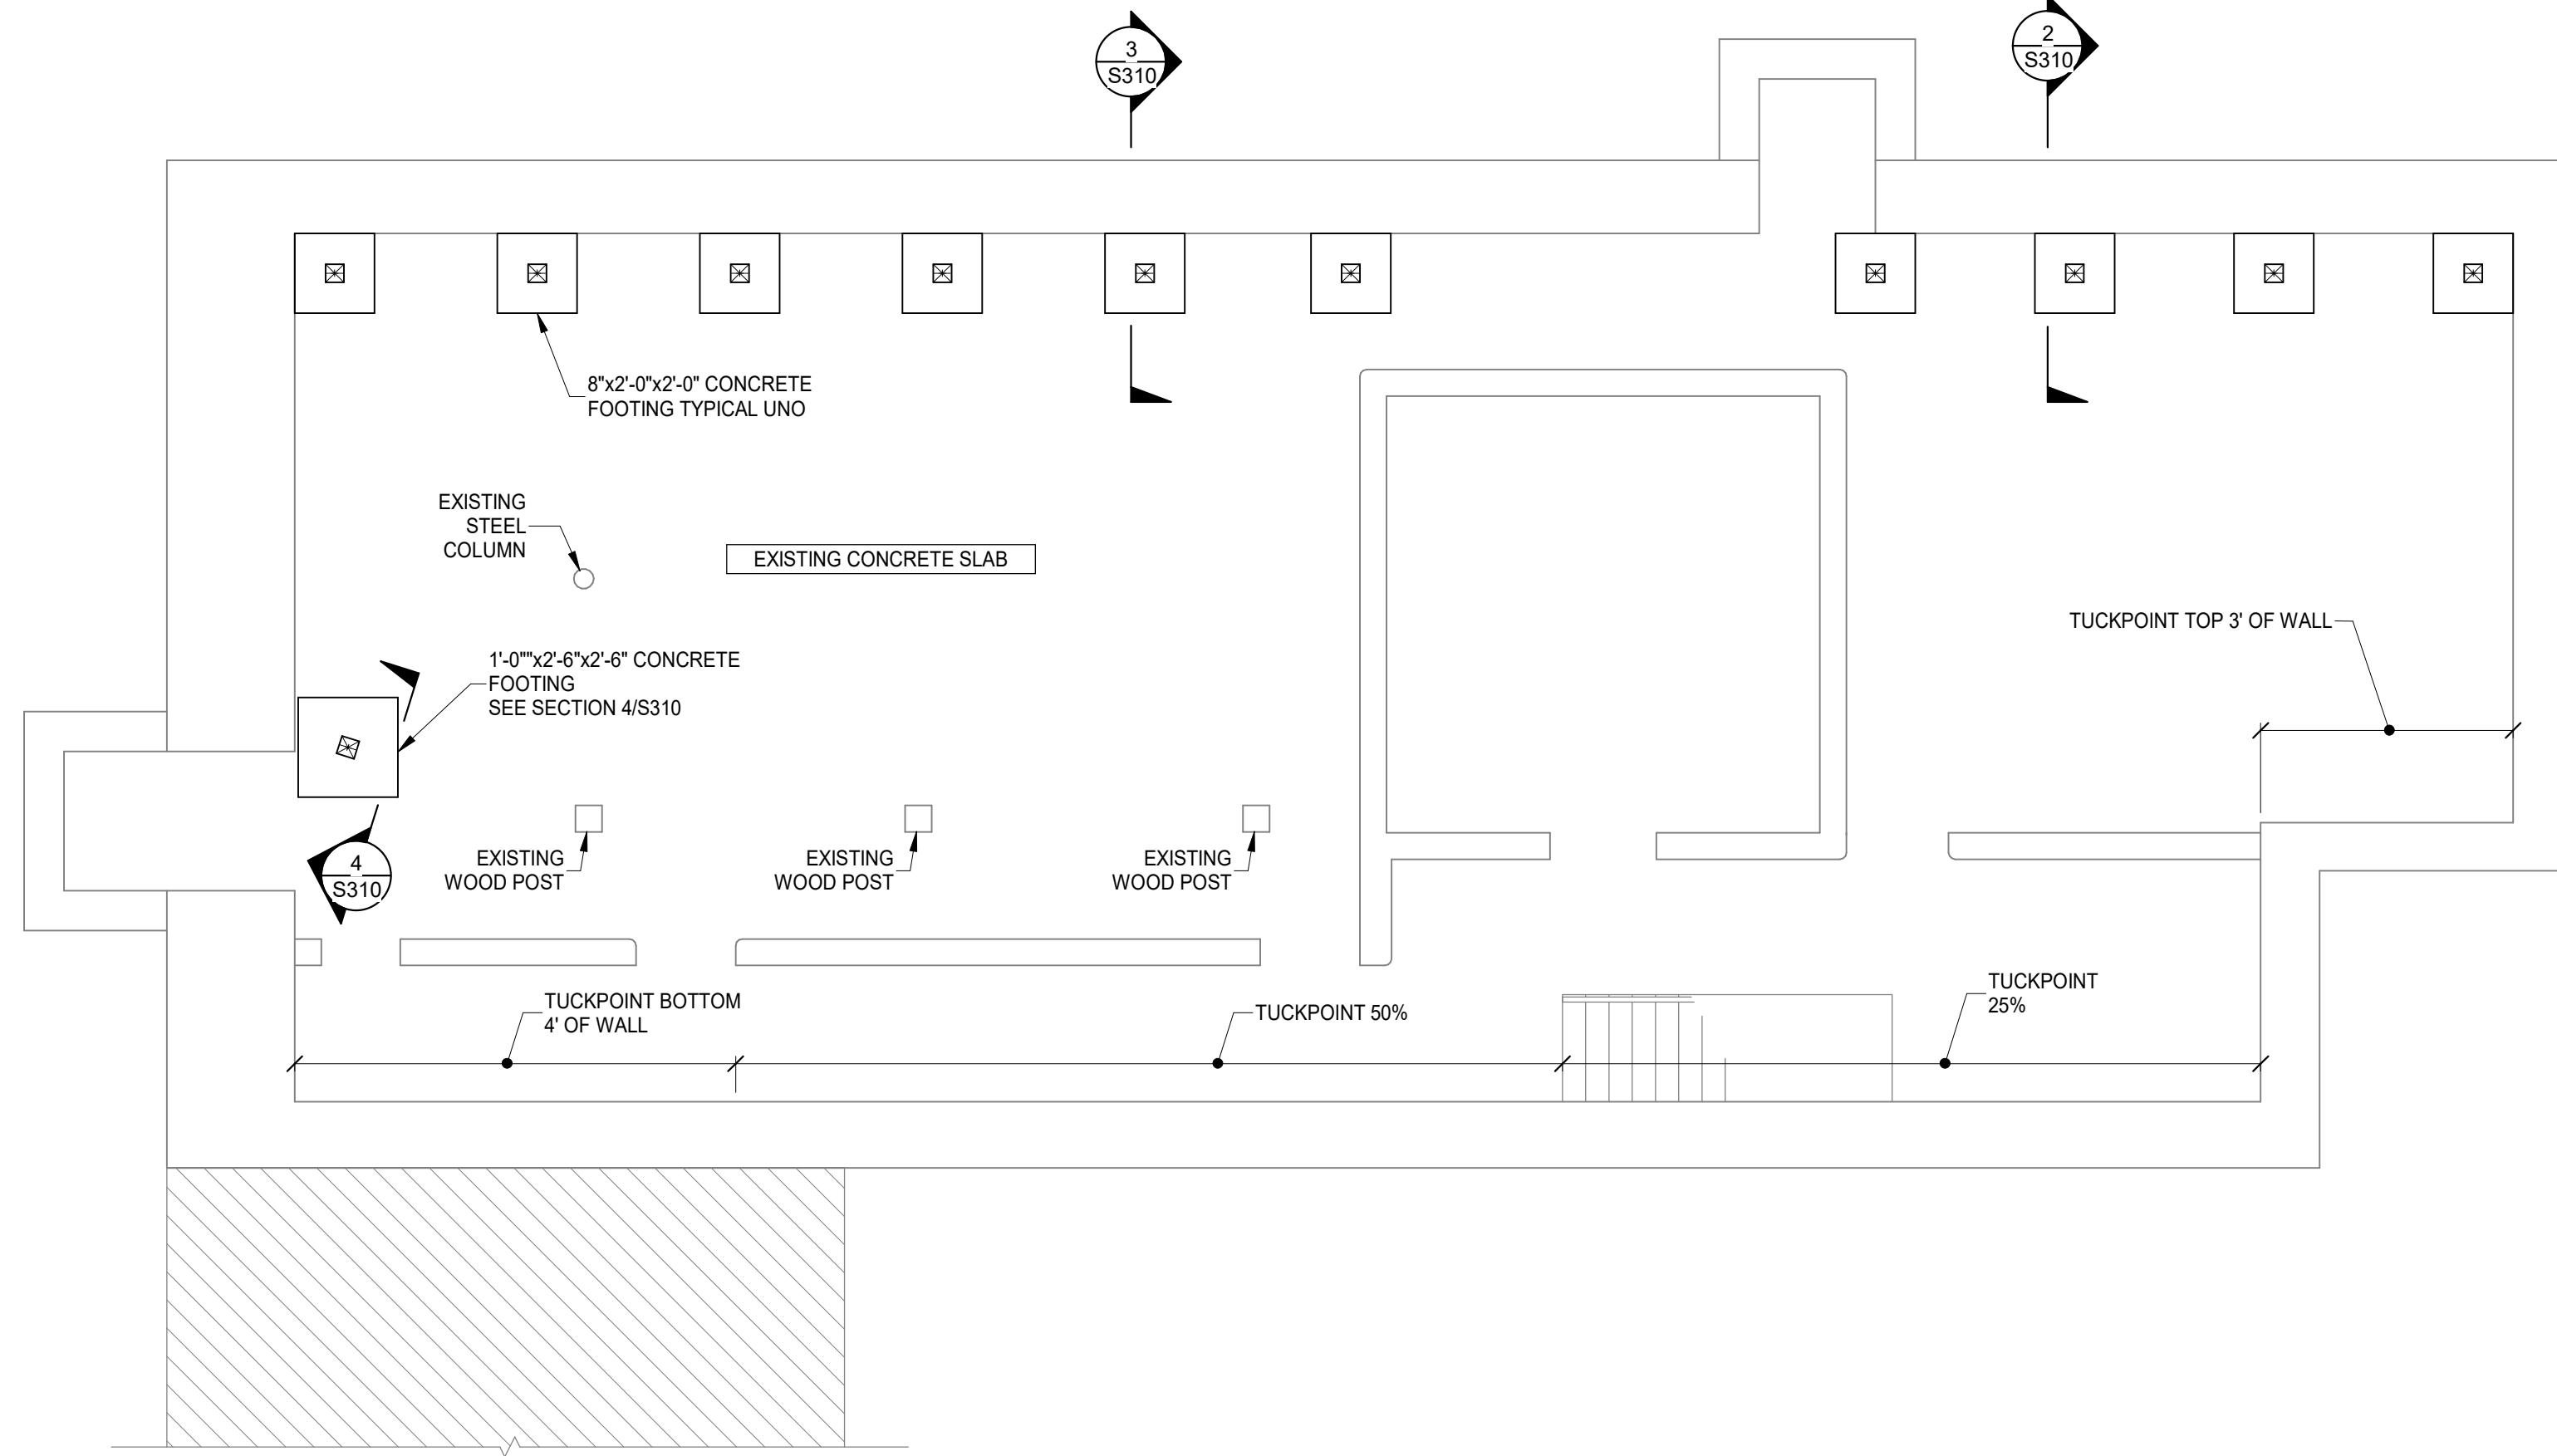 3
S310
2
S310
8"x2'-0"x2'-0" CONCRETE
FOOTING TYPICAL UNO
EXISTING
STEEL
COLUMN
EXISTING CONCRETE SLAB
TUCKPOINT TOP 3' OF WALL
1'-0""x2'-6"x2'-6" CONCRETE
FOOTING
SEE SECTION 4/S310
4
S310
EXISTING
WOOD POST
EXISTING
WOOD POST
EXISTING
WOOD POST
TUCKPOINT BOTTOM
4' OF WALL
TUCKPOINT 50%
TUCKPOINT
25%